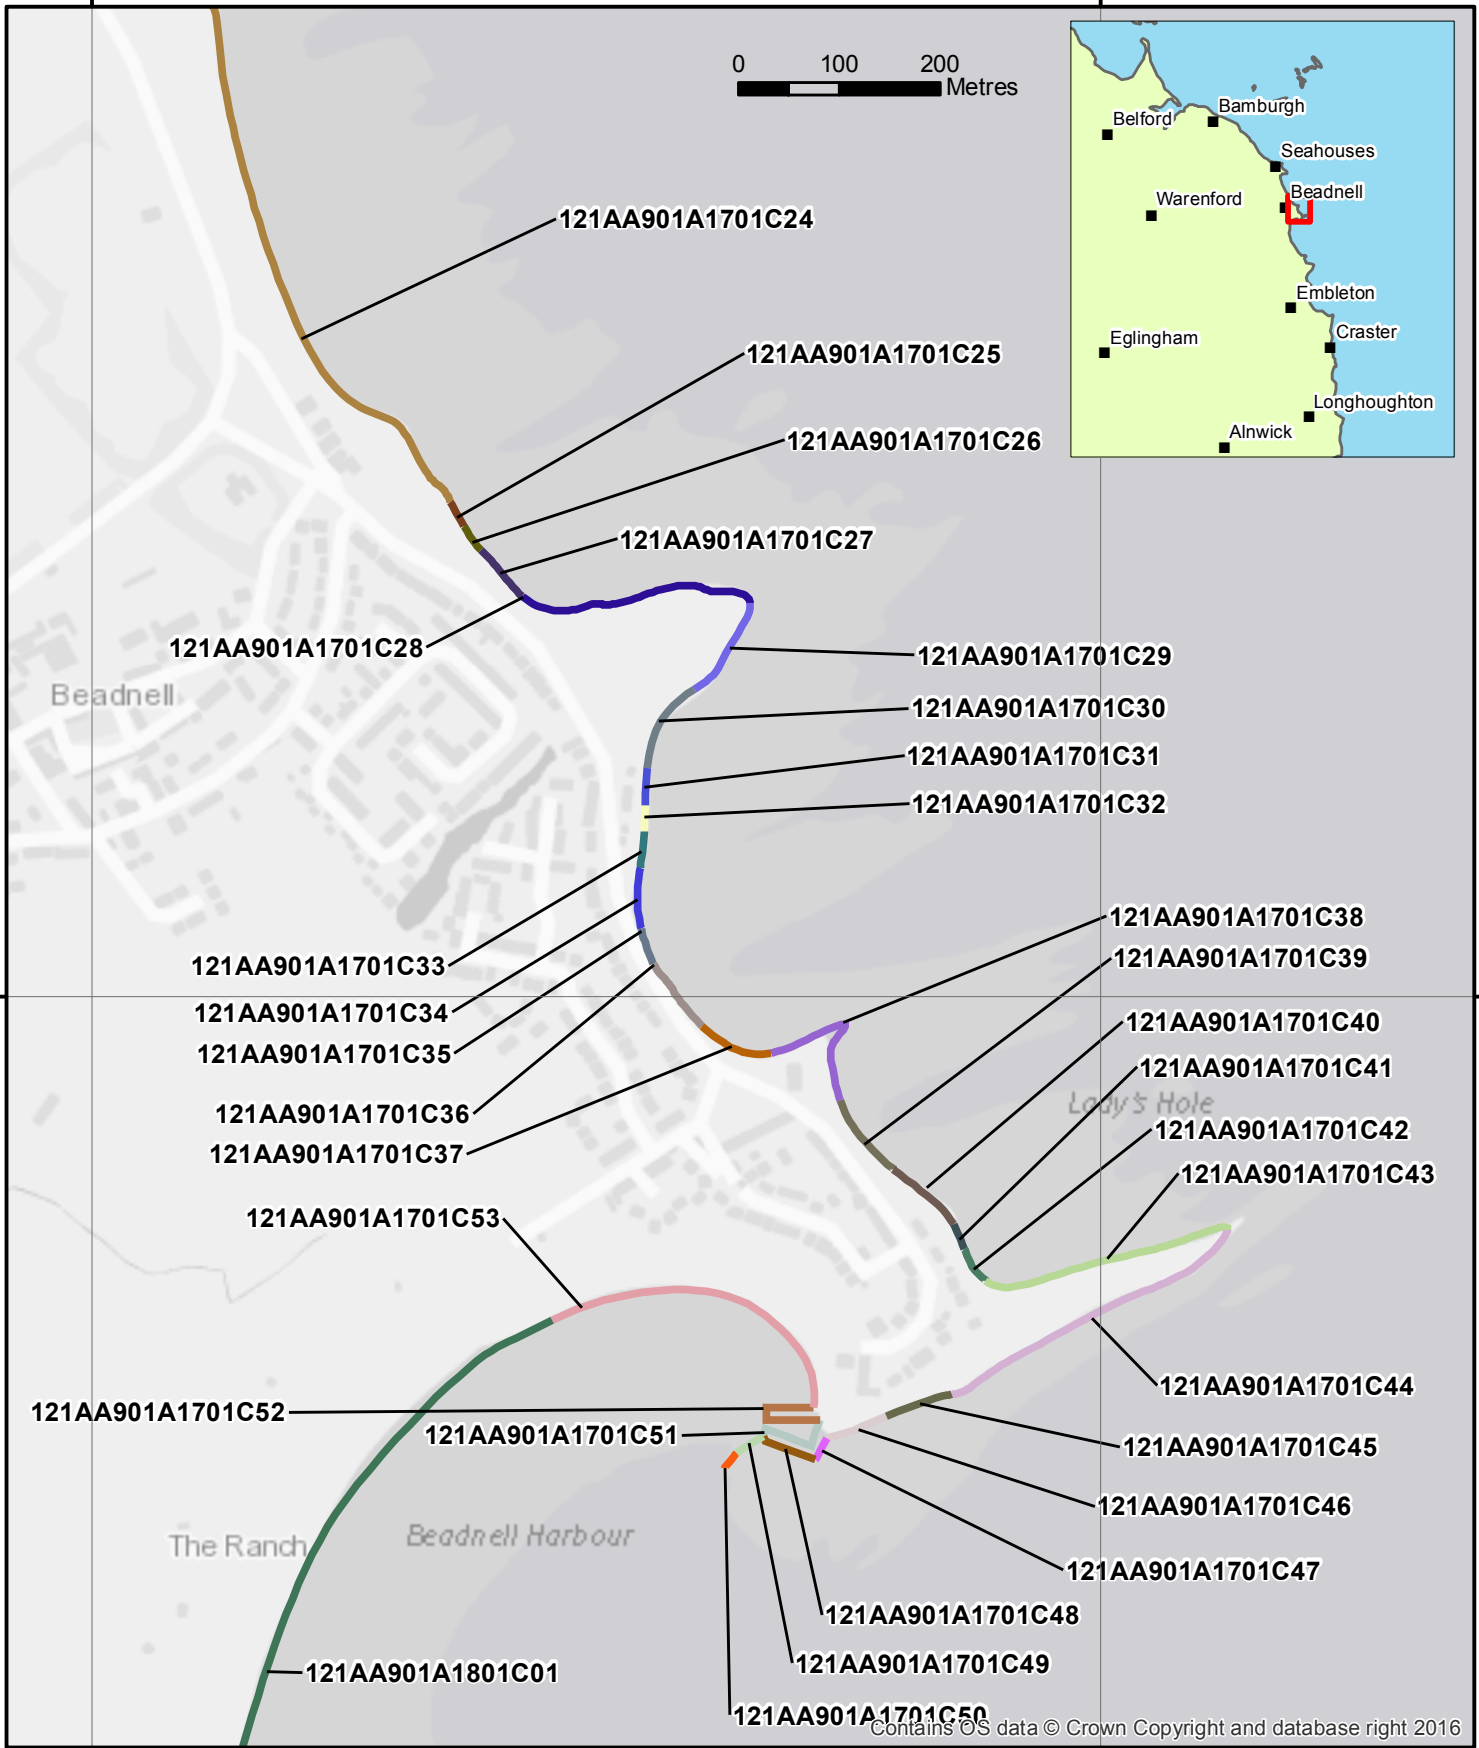 0 100 200
Metres
Belford
Bamburgh
Seahouses
Beadnell
Warenford
Embleton
Craster
Eglingham
Longhoughton
Alnwick
121AA901A1701C24
121AA901A1701C25
121AA901A1701C26
121AA901A1701C27
121AA901A1701C28
121AA901A1701C29
Beadnell
121AA901A1701C30
121AA901A1701C31
121AA901A1701C32
121AA901A1701C38
121AA901A1701C39
121AA901A1701C33
121AA901A1701C34
121AA901A1701C35
121AA901A1701C40
121AA901A1701C41
Lady's Hole
121AA901A1701C36
121AA901A1701C42
121AA901A1701C37
121AA901A1701C43
121AA901A1701C53
121AA901A1701C44
121AA901A1701C52
121AA901A1701C51
121AA901A1701C45
121AA901A1701C46
Beadnell Harbour
The Ranch
121AA901A1701C47
121AA901A1701C48
121AA901A1701C49
121AA901A1801C01
121AA901A1701C50
Contains OS data © Crown Copyright and database right 2016